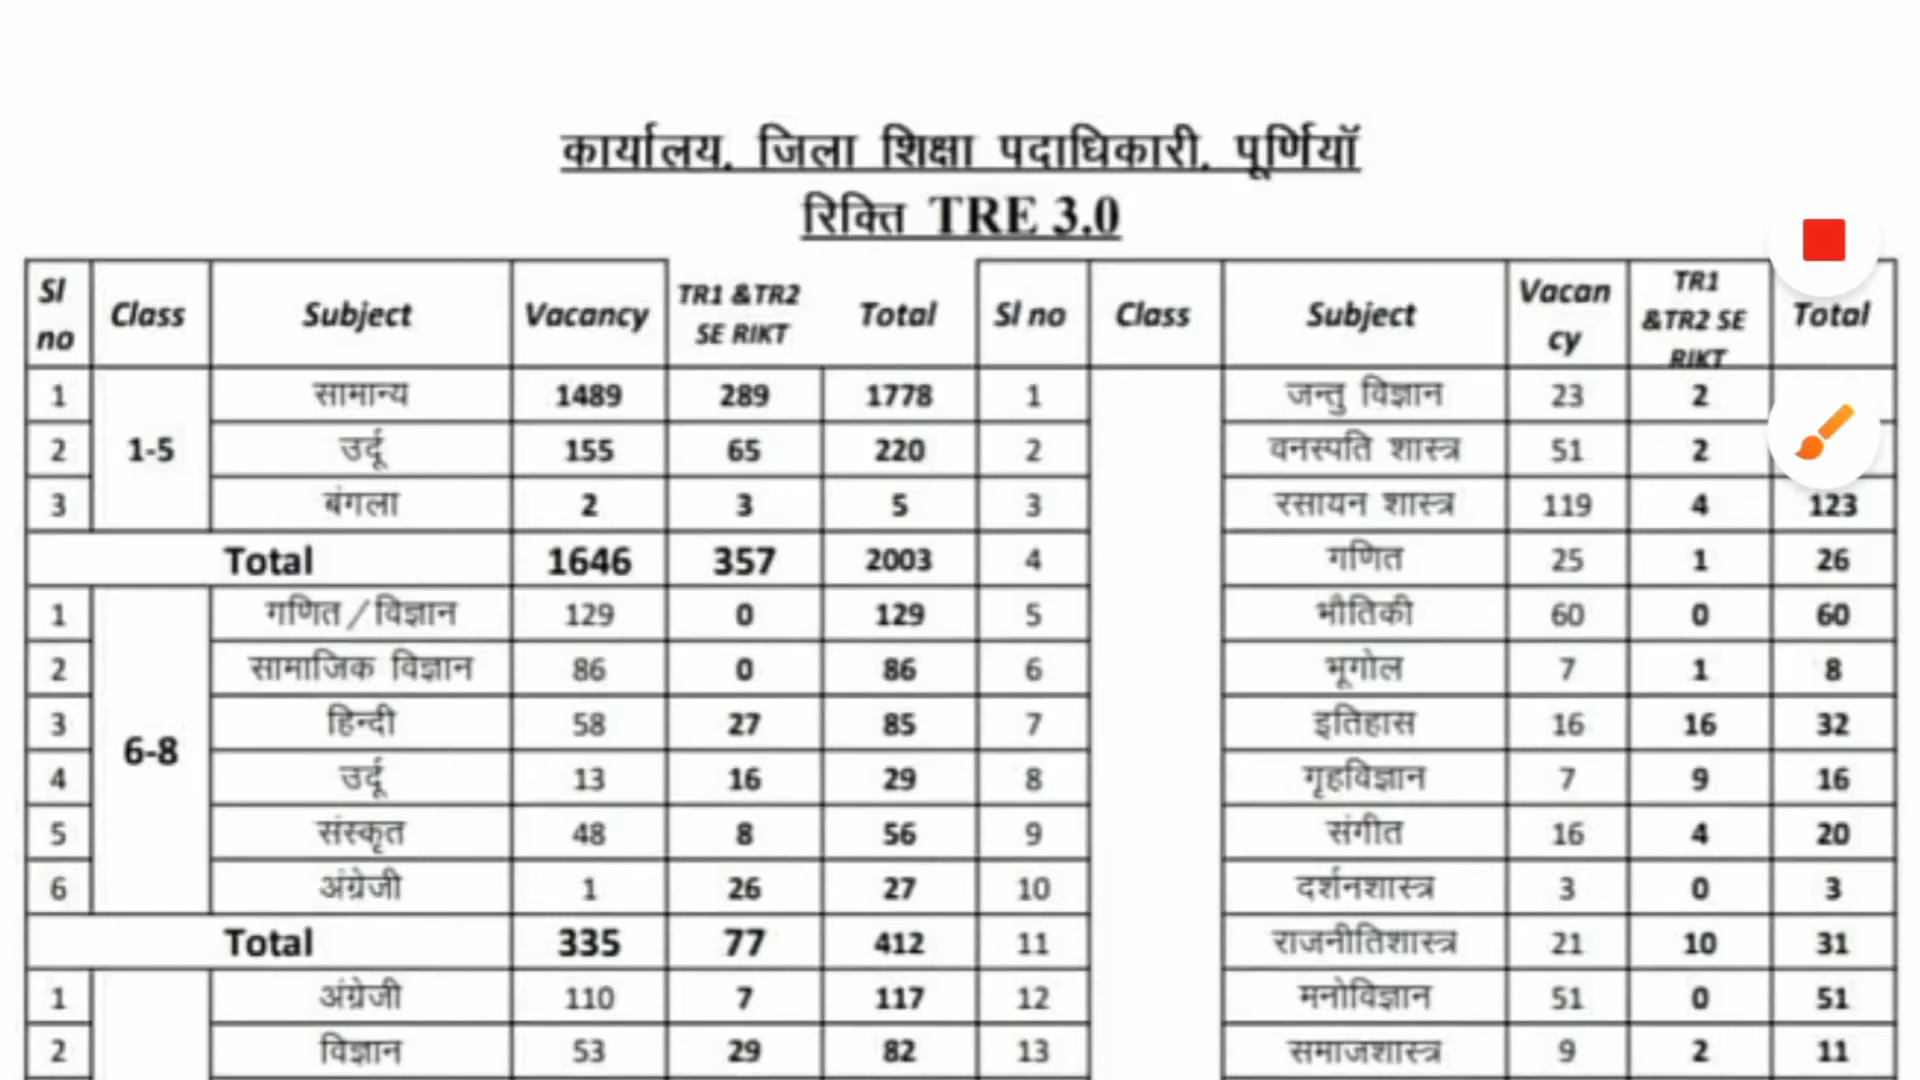 कार्यालय, जिला शिक्षा पदाधिकारी, पूर्णियाॅ
रिक्ति TRE 3.0
Sl no Class Subject Vacancy TR1 &TR2 SE RIKT Total Sl no Class Subject Vacancy TR1 &TR2 SE RIKT Total
1 1-5 सामान्य 1489 289 1778 1 जन्तु विज्ञान 23 2
2 उर्दू 155 65 220 2 वनस्पति शास्त्र 51 2
3 बंगला 2 3 5 3 रसायन शास्त्र 119 4 123
Total 1646 357 2003 4 गणित 25 1 26
1 6-8 गणित/विज्ञान 129 0 129 5 भौतिकी 60 0 60
2 सामाजिक विज्ञान 86 0 86 6 भूगोल 7 1 8
3 हिन्दी 58 27 85 7 इतिहास 16 16 32
4 उर्दू 13 16 29 8 गृहविज्ञान 7 9 16
5 संस्कृत 48 8 56 9 संगीत 16 4 20
6 अंग्रेजी 1 26 27 10 दर्शनशास्त्र 3 0 3
Total 335 77 412 11 राजनीतिशास्त्र 21 10 31
1 अंग्रेजी 110 7 117 12 मनोविज्ञान 51 0 51
2 विज्ञान 53 29 82 13 समाजशास्त्र 9 2 11